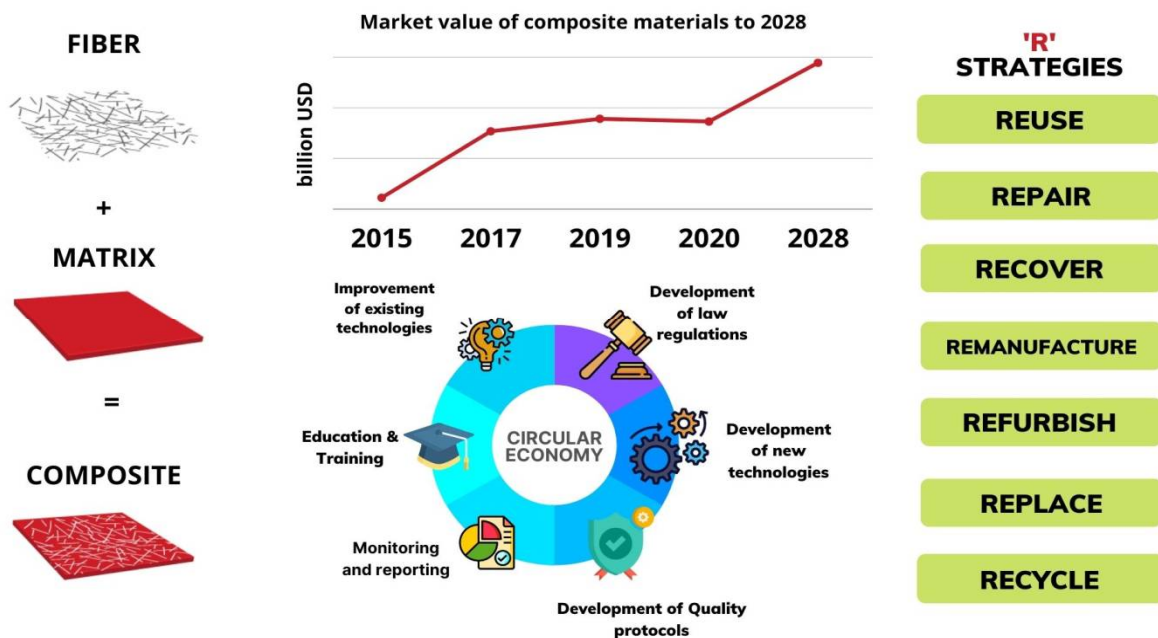 FIBER
+
MATRIX
=
COMPOSITE
Market value of composite materials to 2028
billion USD
2015 2017 2019 2020 2028
Improvement
of existing
technologies
Development
of law
regulations
Education &
Training
CIRCULAR
ECONOMY
Development
of new
technologies
Monitoring
and reporting
Development of Quality
protocols
'R'
STRATEGIES
REUSE
REPAIR
RECOVER
REMANUFACTURE
REFURBISH
REPLACE
RECYCLE